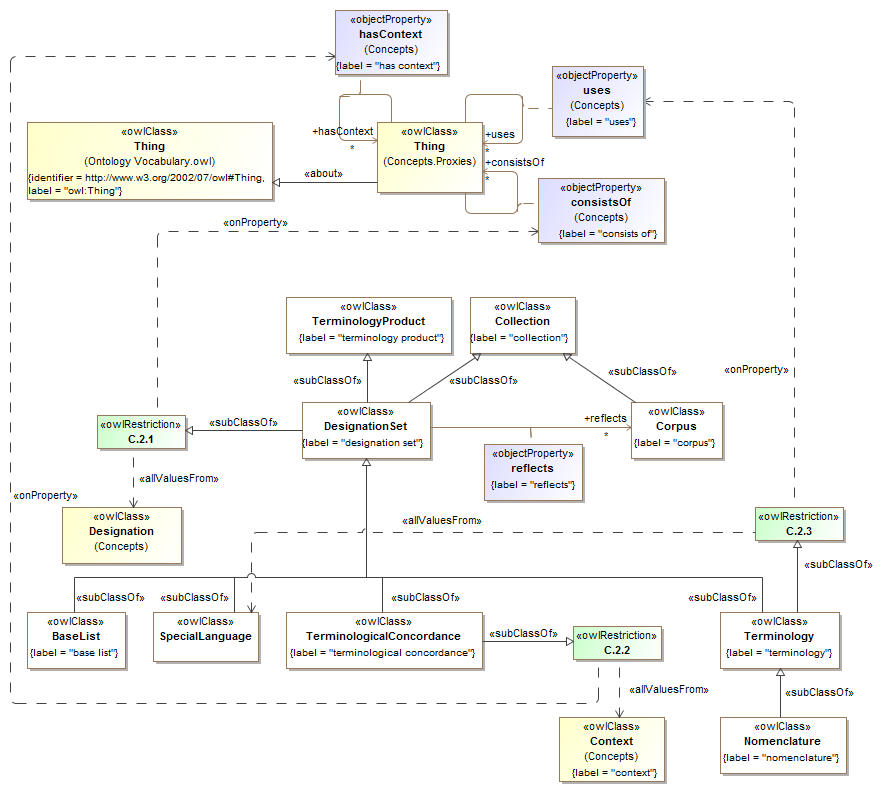 «objectProperty»
hasContext
(Concepts)
{label = "has context"}
«objectProperty»
uses
(Concepts)
{label = "uses"}
+hasContext
*
«owlClass»
Thing
(Ontology Vocabulary.owl)
{identifier = http://www.w3.org/2002/07/owl#Thing,
label = "owl:Thing"}
«about»
«owlClass»
Thing
(Concepts.Proxies)
+uses
*
+consistsOf
*
«objectProperty»
consistsOf
(Concepts)
{label = "consists of"}
«onProperty»
«owlClass»
TerminologyProduct
{label = "terminology product"}
«owlClass»
Collection
{label = "collection"}
«subClassOf»
«subClassOf»
«subClassOf»
«onProperty»
«owlRestriction»
C.2.1
«subClassOf»
«owlClass»
DesignationSet
{label = "designation set"}
+reflects
*
«owlClass»
Corpus
{label = "corpus"}
«objectProperty»
reflects
{label = "reflects"}
«allValuesFrom»
«onProperty»
«owlClass»
Designation
(Concepts)
«allValuesFrom»
«owlRestriction»
C.2.3
«subClassOf»
«subClassOf»
«subClassOf»
«subClassOf»
«subClassOf»
«owlClass»
BaseList
{label = "base list"}
«owlClass»
SpecialLanguage
«owlClass»
TerminologicalConcordance
{label = "terminological concordance"}
«subClassOf»
«owlRestriction»
C.2.2
«owlClass»
Terminology
{label = "terminology"}
«allValuesFrom»
«subClassOf»
«owlClass»
Context
(Concepts)
{label = "context"}
«owlClass»
Nomenclature
{label = "nomenclature"}